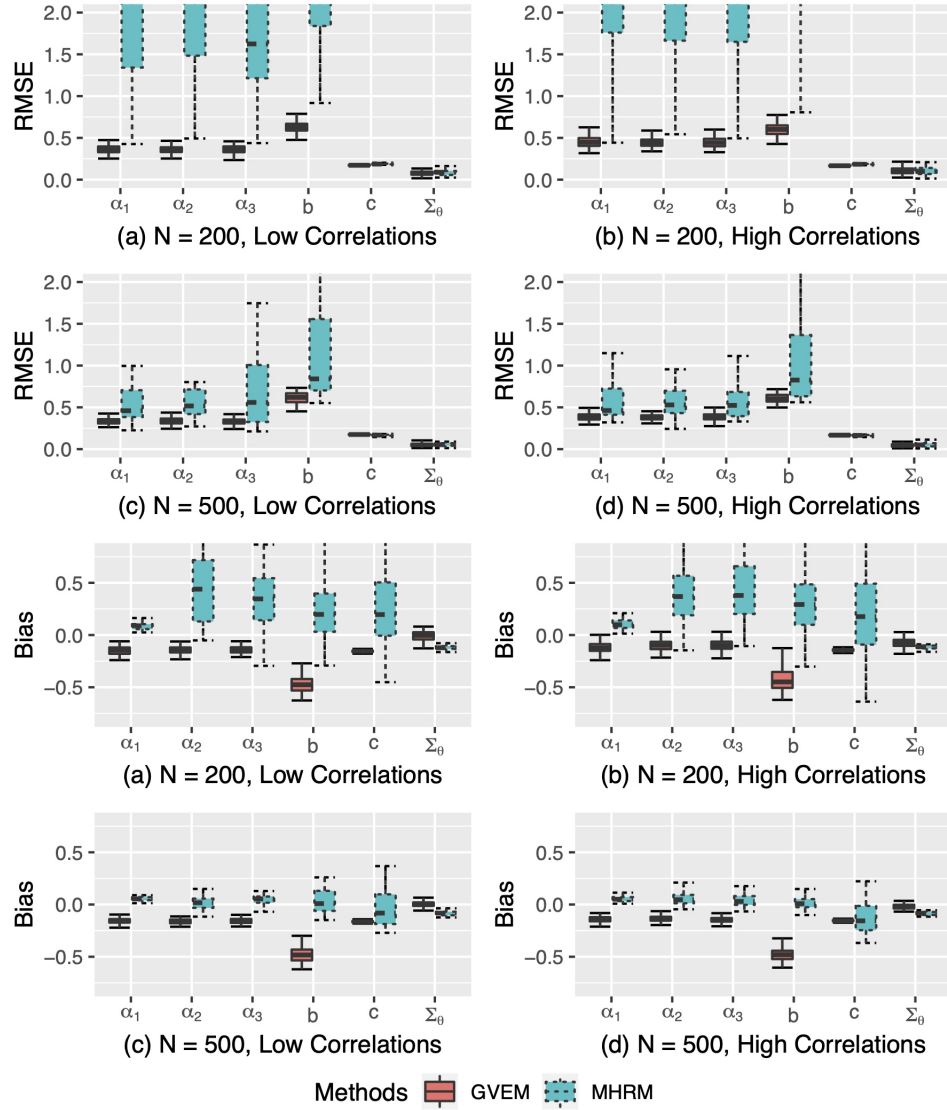 RMSE
2.0
1.5
1.0
0.5
0.0
α1 α2 α3 b c Σθ
(a) N = 200, Low Correlations
RMSE
2.0
1.5
1.0
0.5
0.0
α1 α2 α3 b c Σθ
(b) N = 200, High Correlations
RMSE
2.0
1.5
1.0
0.5
0.0
α1 α2 α3 b c Σθ
(c) N = 500, Low Correlations
RMSE
2.0
1.5
1.0
0.5
0.0
α1 α2 α3 b c Σθ
(d) N = 500, High Correlations
Bias
0.5
0.0
−0.5
α1 α2 α3 b c Σθ
(a) N = 200, Low Correlations
Bias
0.5
0.0
−0.5
α1 α2 α3 b c Σθ
(b) N = 200, High Correlations
Bias
0.5
0.0
−0.5
α1 α2 α3 b c Σθ
(c) N = 500, Low Correlations
Bias
0.5
0.0
−0.5
α1 α2 α3 b c Σθ
(d) N = 500, High Correlations
Methods GVEM MHRM